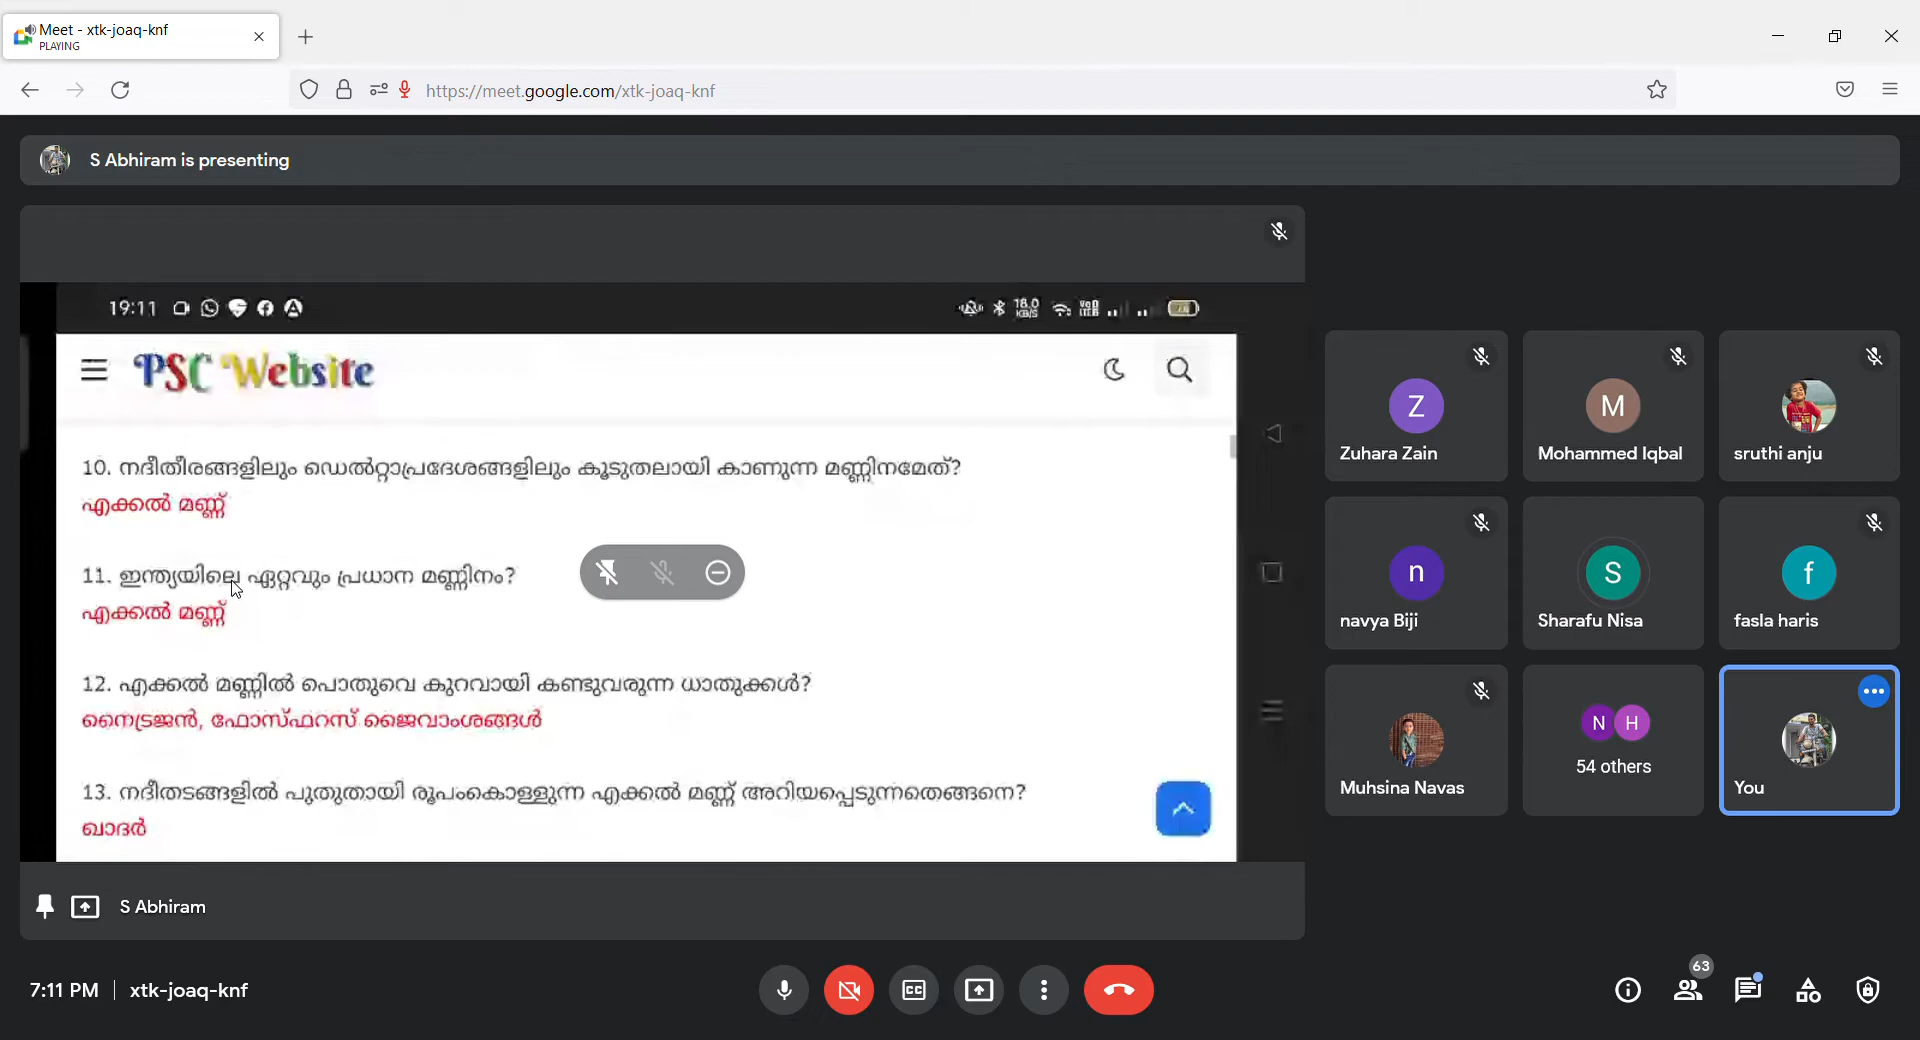 Meet - xtk-joaq-knf
PLAYING
https://meet.google.com/xtk-joaq-knf
S Abhiram is presenting
19:11
18.0
KB/S
PSC Website
10. നദീതീരങ്ങളിലും ഡെൽറ്റാപ്രദേശങ്ങളിലും കൂടുതലായി കാണുന്ന മണ്ണിനമേത്?
എക്കൽ മണ്ണ്
11. ഇന്ത്യയിലെ ഏറ്റവും പ്രധാന മണ്ണിനം?
എക്കൽ മണ്ണ്
12. എക്കൽ മണ്ണിൽ പൊതുവെ കുറവായി കണ്ടുവരുന്ന ധാതുക്കൾ?
നൈട്രജൻ, ഫോസ്ഫറസ് ജൈവാംശങ്ങൾ
13. നദീതടങ്ങളിൽ പുതുതായി രൂപംകൊള്ളുന്ന എക്കൽ മണ്ണ് അറിയപ്പെടുന്നതെങ്ങനെ?
ഖാദർ
S Abhiram
Z
Zuhara Zain
M
Mohammed Iqbal
sruthi anju
n
navya Biji
S
Sharafu Nisa
f
fasla haris
Muhsina Navas
N H
54 others
You
7:11 PM | xtk-joaq-knf
CC
63